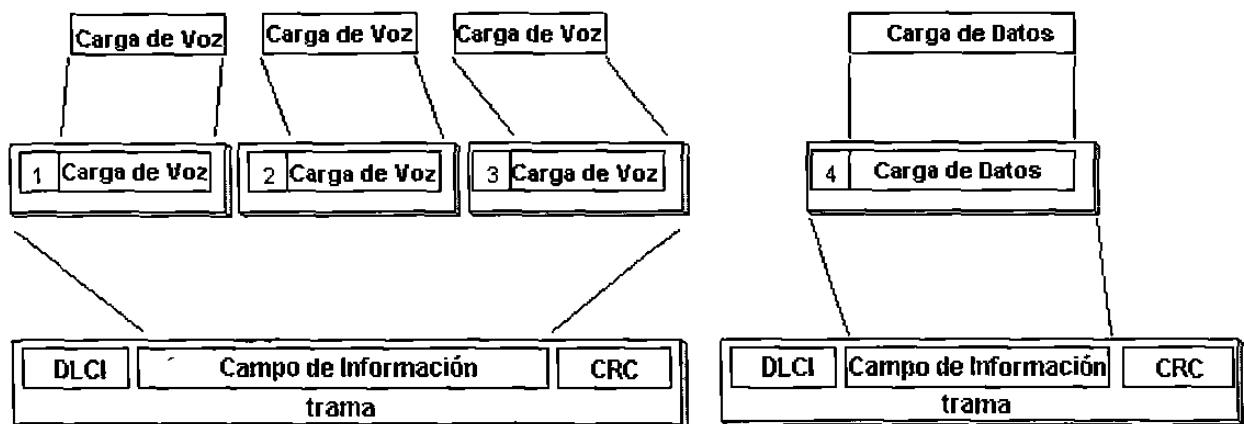 Carga de Voz
Carga de Voz
Carga de Voz
Carga de Datos
1 Carga de Voz
2 Carga de Voz
3 Carga de Voz
4 Carga de Datos
DLCI Campo de Información CRC
trama
DLCI Campo de Información CRC
trama